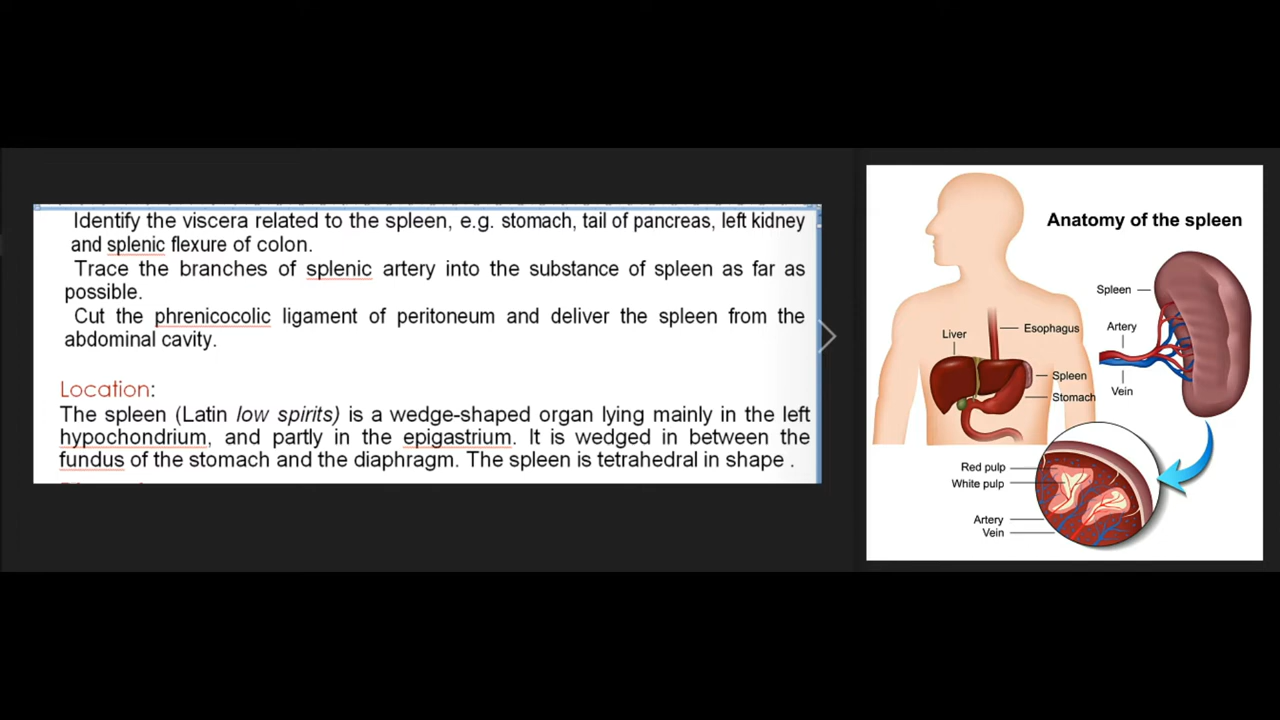 Identify the viscera related to the spleen, e.g. stomach, tail of pancreas, left kidney
and splenic flexure of colon.
Trace the branches of splenic artery into the substance of spleen as far as
possible.
Cut the phrenicocolic ligament of peritoneum and deliver the spleen from the
abdominal cavity.
Location:
The spleen (Latin low spirits) is a wedge-shaped organ lying mainly in the left
hypochondrium, and partly in the epigastrium. It is wedged in between the
fundus of the stomach and the diaphragm. The spleen is tetrahedral in shape .
Anatomy of the spleen
Spleen
Artery
Vein
Liver
Esophagus
Spleen
Stomach
Red pulp
White pulp
Artery
Vein